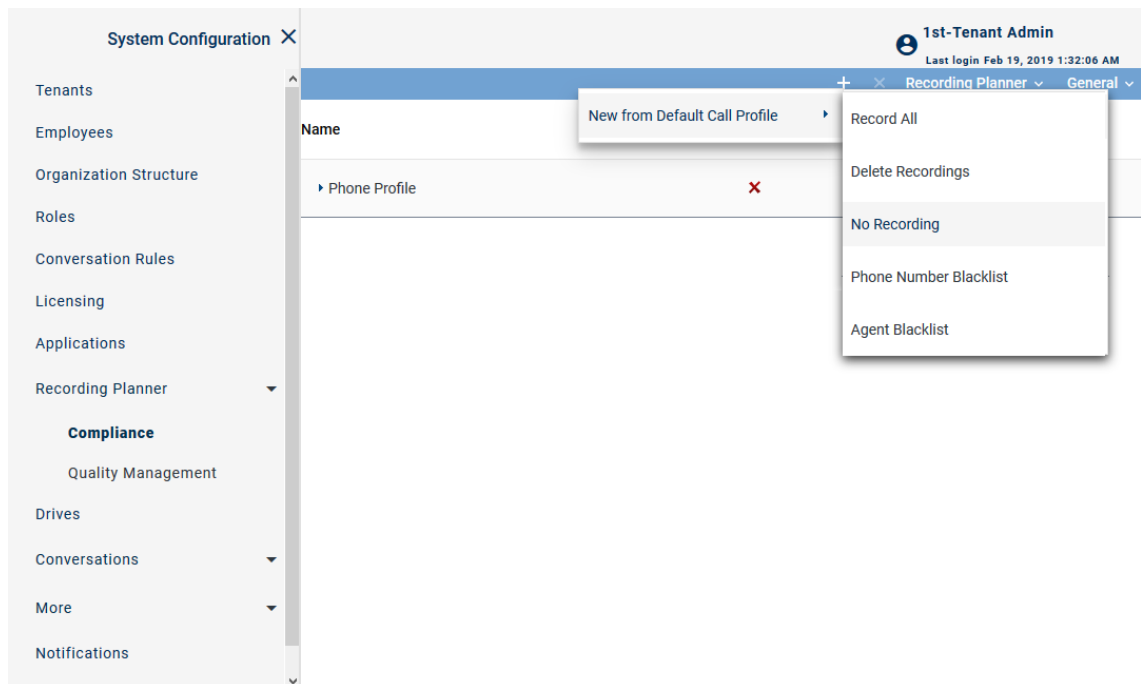 System Configuration
1st-Tenant Admin
Last login Feb 19, 2019 1:32:06 AM
Recording Planner
General
Tenants
Employees
Organization Structure
Roles
Conversation Rules
Licensing
Applications
Recording Planner
Compliance
Quality Management
Drives
Conversations
More
Notifications
Name
Phone Profile
New from Default Call Profile
Record All
Delete Recordings
No Recording
Phone Number Blacklist
Agent Blacklist